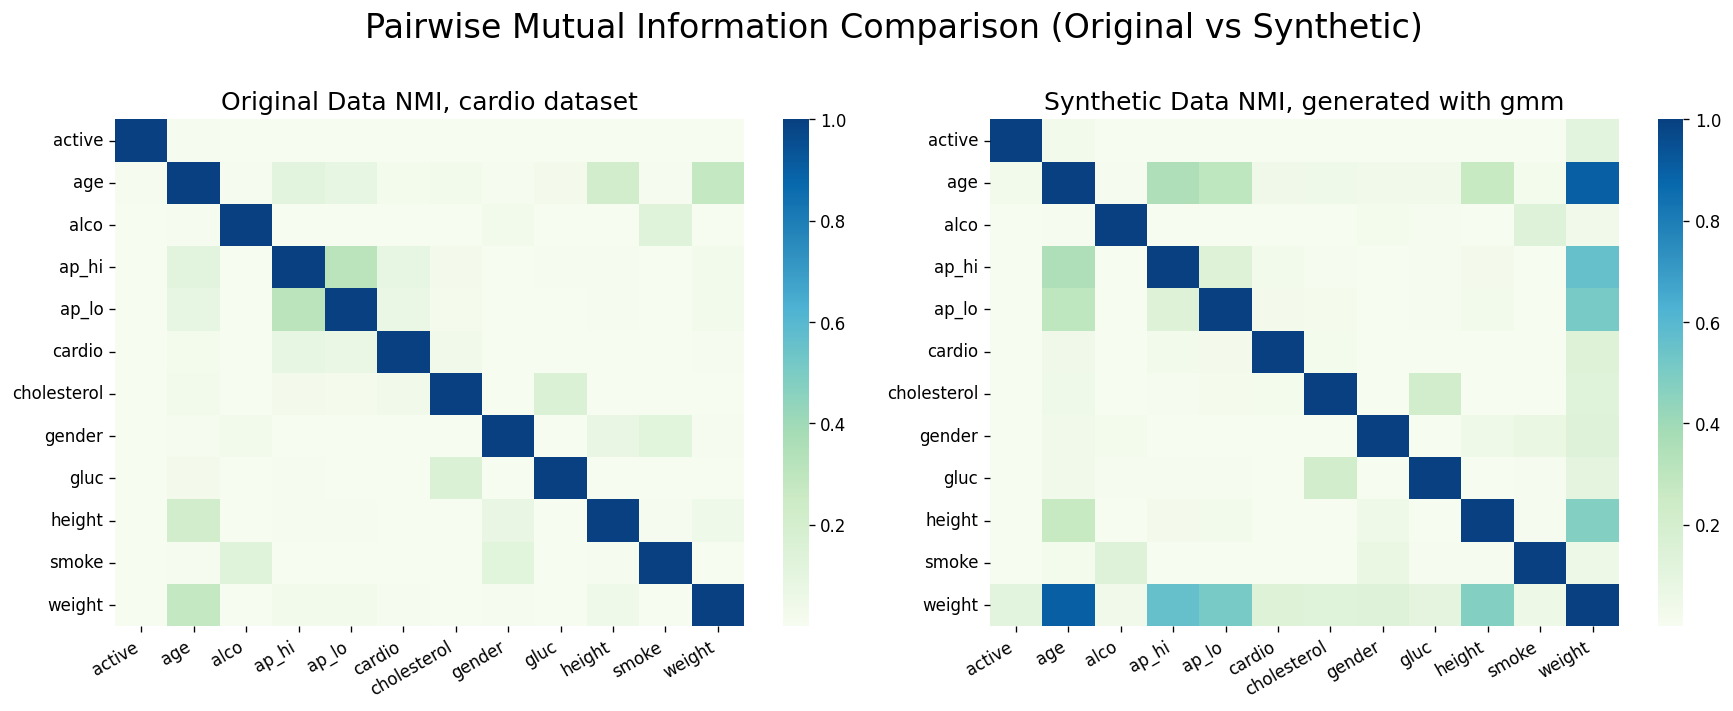 Pairwise Mutual Information Comparison (Original vs Synthetic)
Original Data NMI, cardio dataset
active
age
alco
ap_hi
ap_lo
cardio
cholesterol
gender
gluc
height
smoke
weight
active
age
alco
ap_hi
ap_lo
cardio
cholesterol
gender
gluc
height
smoke
weight
1.0
0.8
0.6
0.4
0.2
Synthetic Data NMI, generated with gmm
active
age
alco
ap_hi
ap_lo
cardio
cholesterol
gender
gluc
height
smoke
weight
active
age
alco
ap_hi
ap_lo
cardio
cholesterol
gender
gluc
height
smoke
weight
1.0
0.8
0.6
0.4
0.2